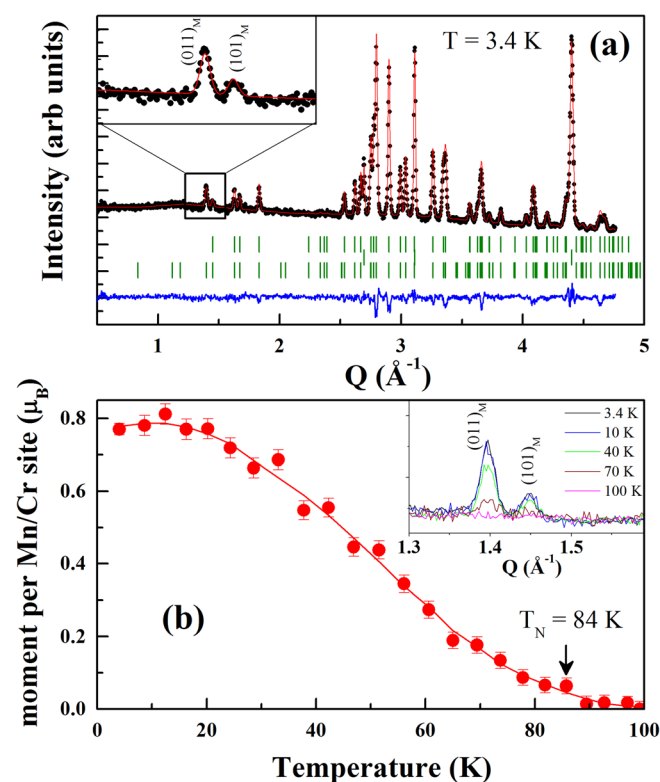 (011)M
(101)M
T = 3.4 K
(a)
Intensity (arb units)
1 2 3 4 5
Q (Å-1)
moment per Mn/Cr site (μB)
0.8
0.6
0.4
0.2
0.0
(011)M
(101)M
3.4 K
10 K
40 K
70 K
100 K
1.3 1.4 1.5
Q (Å-1)
(b)
TN = 84 K
0 20 40 60 80 100
Temperature (K)